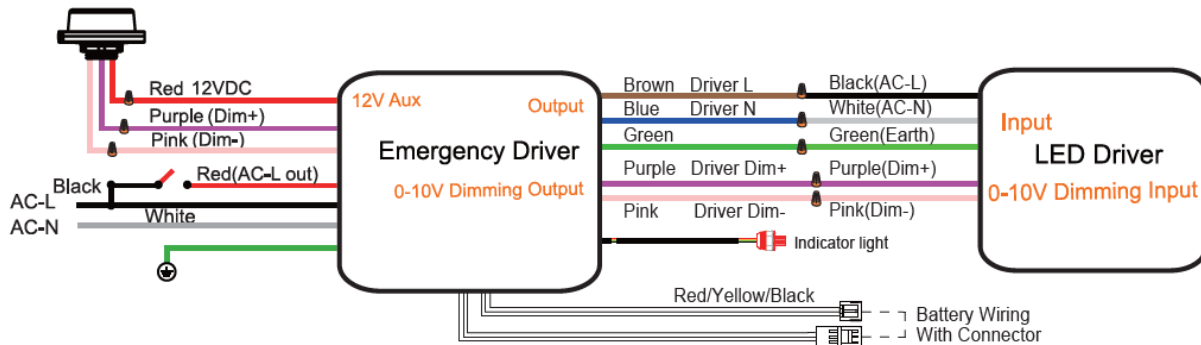 Red 12VDC
Purple (Dim+)
Pink (Dim-)
Black
Red(AC-L out)
AC-L
White
AC-N
12V Aux
Output
Emergency Driver
0-10V Dimming Output
Brown Driver L
Black(AC-L)
Blue Driver N
White(AC-N)
Green
Green(Earth)
Purple Driver Dim+
Purple(Dim+)
Pink Driver Dim-
Pink(Dim-)
Indicator light
Input
LED Driver
0-10V Dimming Input
Red/Yellow/Black
Battery Wiring
With Connector